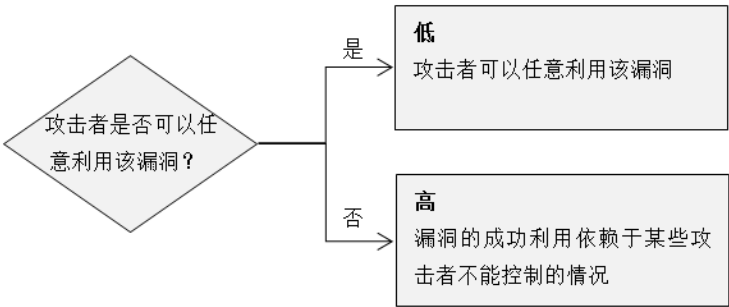 攻击者是否可以任
意利用该漏洞？
是
低
攻击者可以任意利用该漏洞
否
高
漏洞的成功利用依赖于某些攻
击者不能控制的情况